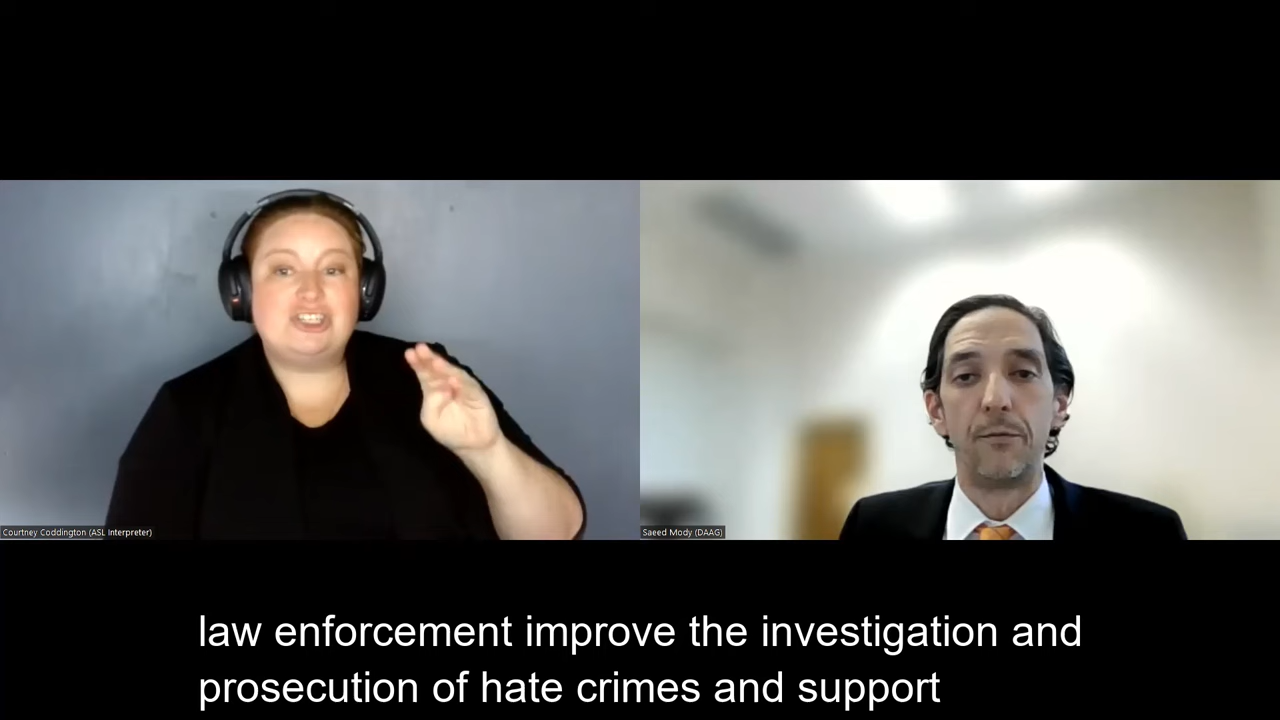 Courtney Coddington (ASL Interpreter)
Saeed Mody (DAAG)
law enforcement improve the investigation and
prosecution of hate crimes and support